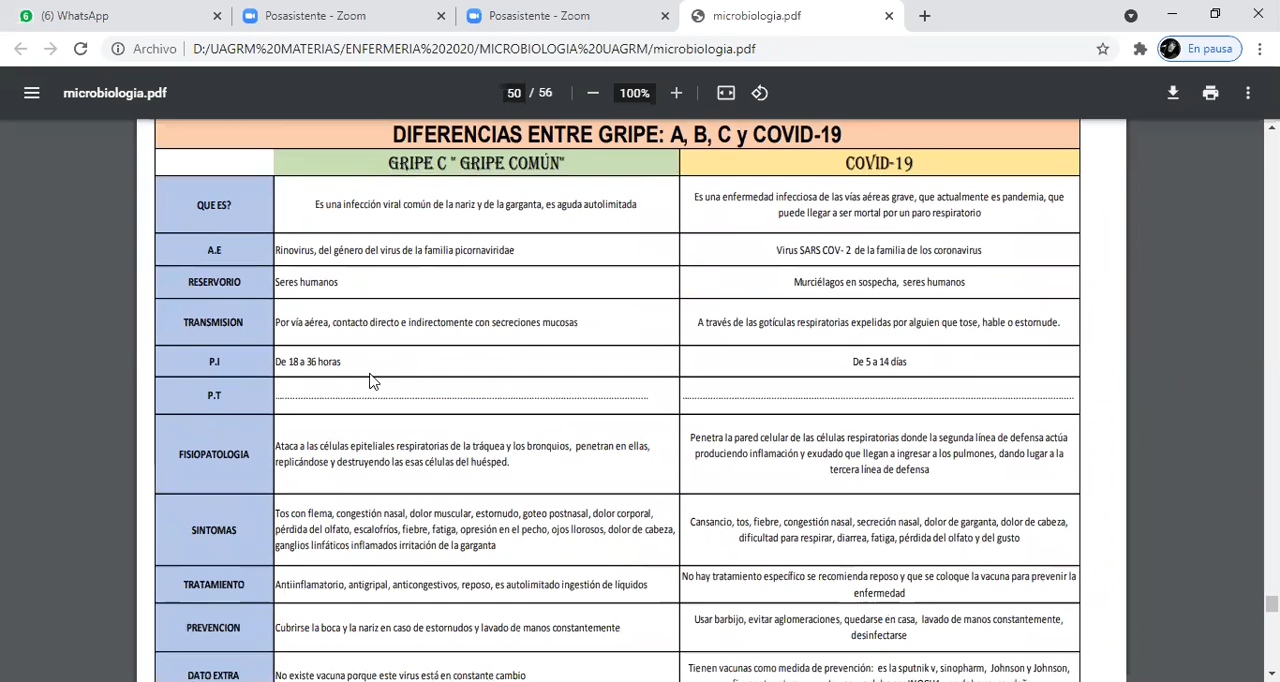 (6) WhatsApp
Posasistente - Zoom
Posasistente - Zoom
microbiologia.pdf
Archivo
D:/UAGRM%20MATERIAS/ENFERMERIA%202020/MICROBIOLOGIA%20UAGRM/microbiologia.pdf
En pausa
microbiologia.pdf
50 / 56
100%
DIFERENCIAS ENTRE GRIPE: A, B, C y COVID-19
GRIPE C " GRIPE COMÚN"
COVID-19
QUE ES?
Es una infección viral común de la nariz y de la garganta, es aguda autolimitada
Es una enfermedad infecciosa de las vías aéreas grave, que actualmente es pandemia, que
puede llegar a ser mortal por un paro respiratorio
A.E
Rinovirus, del género del virus de la familia picornaviridae
Virus SARS COV- 2 de la familia de los coronavirus
RESERVORIO
Seres humanos
Murciélagos en sospecha, seres humanos
TRANSMISION
Por vía aérea, contacto directo e indirectomente con secreciones mucosas
A través de las gotículas respiratorias expelidas por alguien que tose, hable o estornude.
P.I
De 18 a 36 horas
De 5 a 14 días
P.T
FISIOPATOLOGIA
Ataca a las células epiteliales respiratorias de la tráquea y los bronquios, penetran en ellas,
replicándose y destruyendo las esas células del huésped.
Penetra la pared celular de las células respiratorias donde la segunda línea de defensa actúa
produciendo inflamación y exudado que llegan a ingresar a los pulmones, dando lugar a la
tercera línea de defensa
SINTOMAS
Tos con flema, congestión nasal, dolor muscular, estornudo, goteo postnasal, dolor corporal,
pérdida del olfato, escalofríos, fiebre, fatiga, opresión en el pecho, ojos llorosos, dolor de cabeza,
ganglios linfáticos inflamados irritación de la garganta
Cansancio, tos, fiebre, congestión nasal, secreción nasal, dolor de garganta, dolor de cabeza,
dificultad para respirar, diarrea, fatiga, pérdida del olfato y del gusto
TRATAMIENTO
Antiinflamatorio, antigripal, anticongestivos, reposo, es autolimitado ingestión de líquidos
No hay tratamiento específico se recomienda reposo y que se coloque la vacuna para prevenir la
enfermedad
PREVENCION
Cubrirse la boca y la nariz en caso de estornudos y lavado de manos constantemente
Usar barbijo, evitar aglomeraciones, quedarse en casa, lavado de manos constantemente,
desinfectarse
DATO EXTRA
No existe vacuna porque este virus está en constante cambio
Tienen vacunas como medida de prevención: es la sputnik v, sinopharm, Johnson y Johnson,